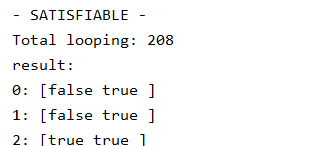 - SATISFIABLE -
Total looping: 208
result:
0: [false true ]
1: [false true ]
2: [true true ]